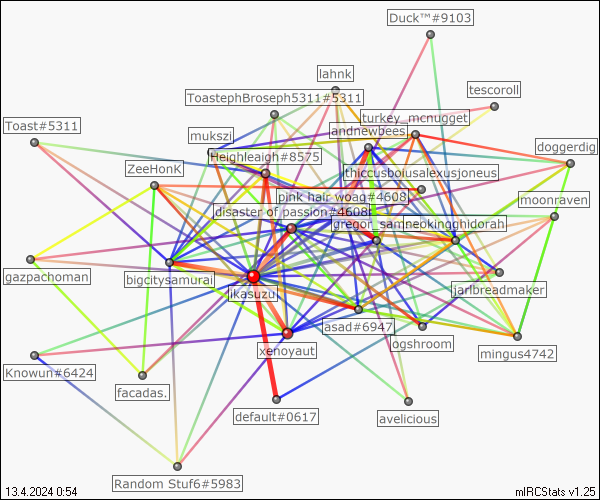 Duck™#9103
lahnk
tescoroll
ToastephBroseph5311#5311
turkey_mcnugget
Toast#5311
andnewbees
mukszi
doggerdig
Heighleaigh#8575
ZeeHonK
thiccusboiusalexusjoneus
pink hair woag#4608
moonraven
disaster of passion#4608
gregor_samneokingghidorah
gazpachoman
bigcitysamurai
jarlbreadmaker
ikasuzu
asad#6947
ogshroom
xenoyaut
mingus4742
Knowun#6424
facadas.
default#0617
avelicious
Random Stuf6#5983
13.4.2024 0:54
mIRCStats v1.25